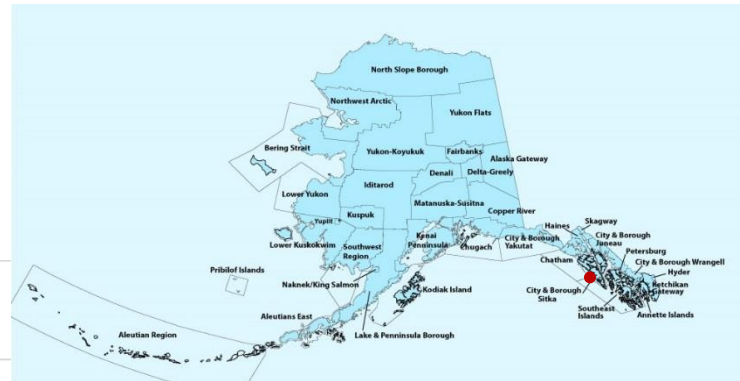 North Slope Borough
Northwest Arctic
Yukon Flats
Bering Strait
Yukon-Koyukuk
Fairbanks
Alaska Gateway
Denali
Delta-Greely
Iditarod
Lower Yukon
Matanuska-Susitna
Kuspuk
Copper River
Yupiit
Lower Kuskokwim
Southwest
Region
Kenai
Penninsula
Chugach
City & Borough
Yakutat
Haines
Skagway
City & Borough
Juneau
Petersburg
City & Borough Wrangell
Chatham
Hyder
Ketchikan
Gateway
City & Borough
Sitka
Southeast
Islands
Annette Islands
Pribilof Islands
Naknek/King Salmon
Kodiak Island
Aleutians East
Lake & Penninsula Borough
Aleutian Region